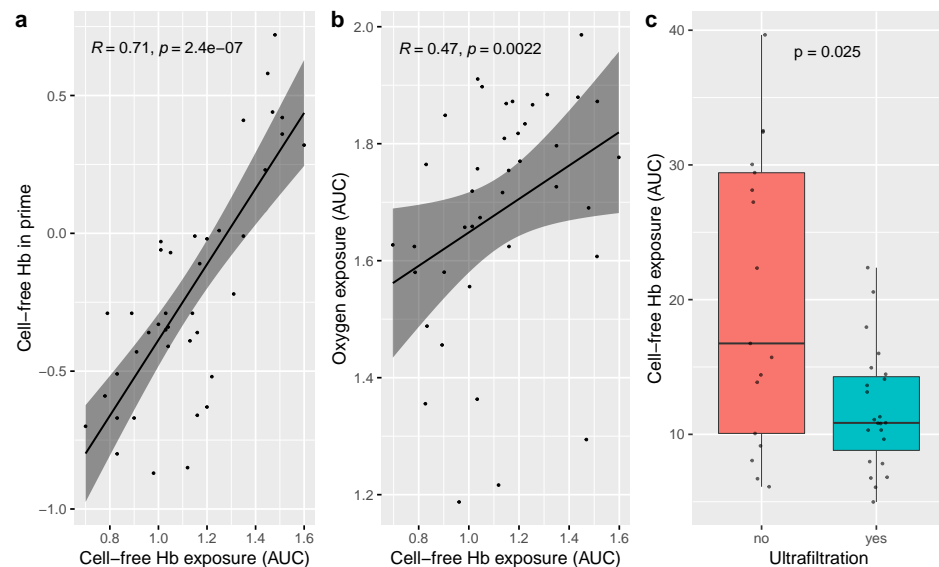 a
R = 0.71, p = 2.4e−07
Cell−free Hb in prime
0.5
0.0
−0.5
−1.0
0.8 1.0 1.2 1.4 1.6
Cell−free Hb exposure (AUC)
b
R = 0.47, p = 0.0022
Oxygen exposure (AUC)
2.0
1.8
1.6
1.4
1.2
0.8 1.0 1.2 1.4 1.6
Cell−free Hb exposure (AUC)
c
p = 0.025
Cell−free Hb exposure (AUC)
40
30
20
10
no yes
Ultrafiltration